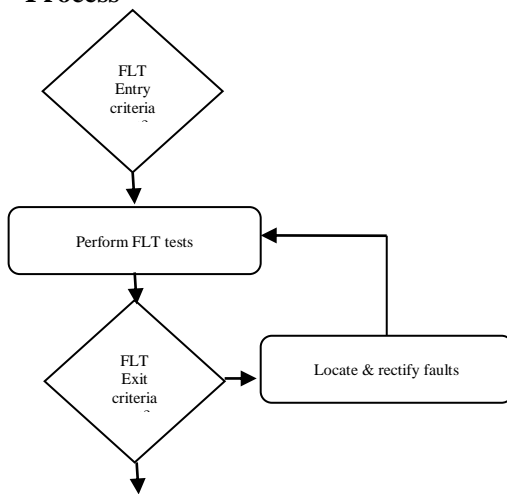 Process
FLT
Entry
criteria
Perform FLT tests
FLT
Exit
criteria
Locate & rectify faults